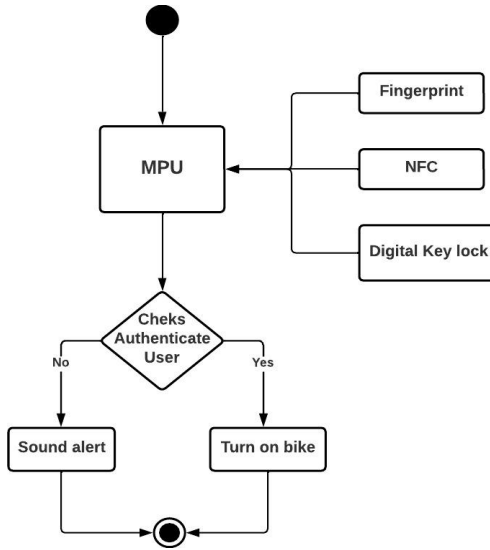 Fingerprint
MPU
NFC
Digital Key lock
Cheks
Authenticate
User
No
Yes
Sound alert
Turn on bike